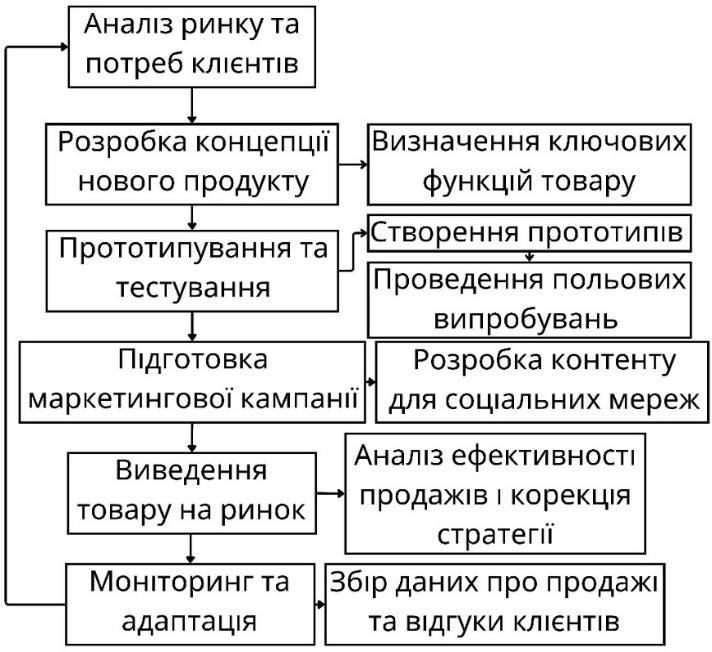 Аналіз ринку та
потреб клієнтів
Розробка концепції
нового продукту
Визначення ключових
функцій товару
Прототипування та
тестування
Створення прототипів
Проведення польових
випробувань
Підготовка
маркетингової кампанії
Розробка контенту
для соціальних мереж
Виведення
товару на ринок
Аналіз ефективності
продажів і корекція
стратегії
Моніторинг та
адаптація
Збір даних про продажі
та відгуки клієнтів